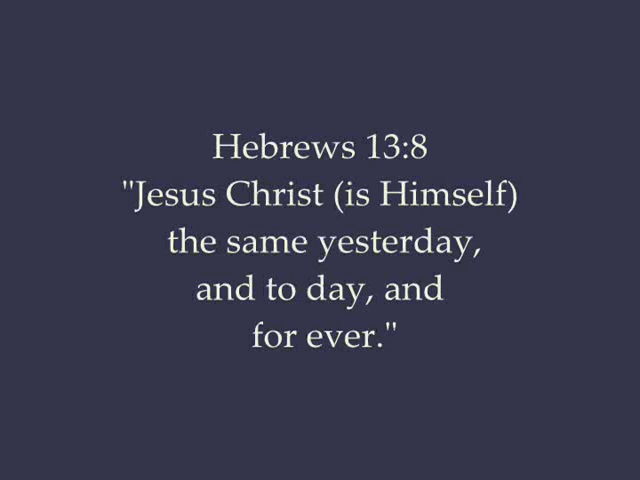 Hebrews 13:8
"Jesus Christ (is Himself)
the same yesterday,
and to day, and
for ever."